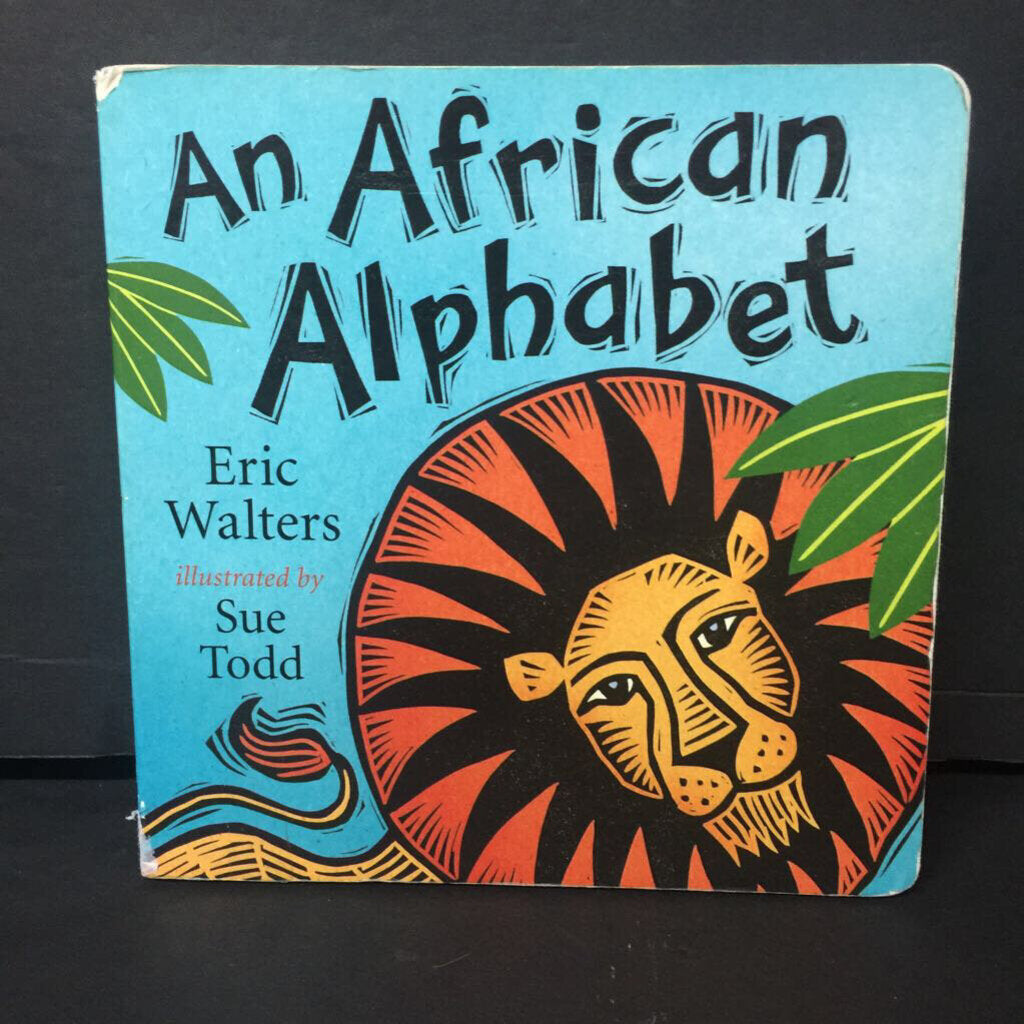 An African
Alphabet
Eric
Walters
illustrated by
Sue
Todd